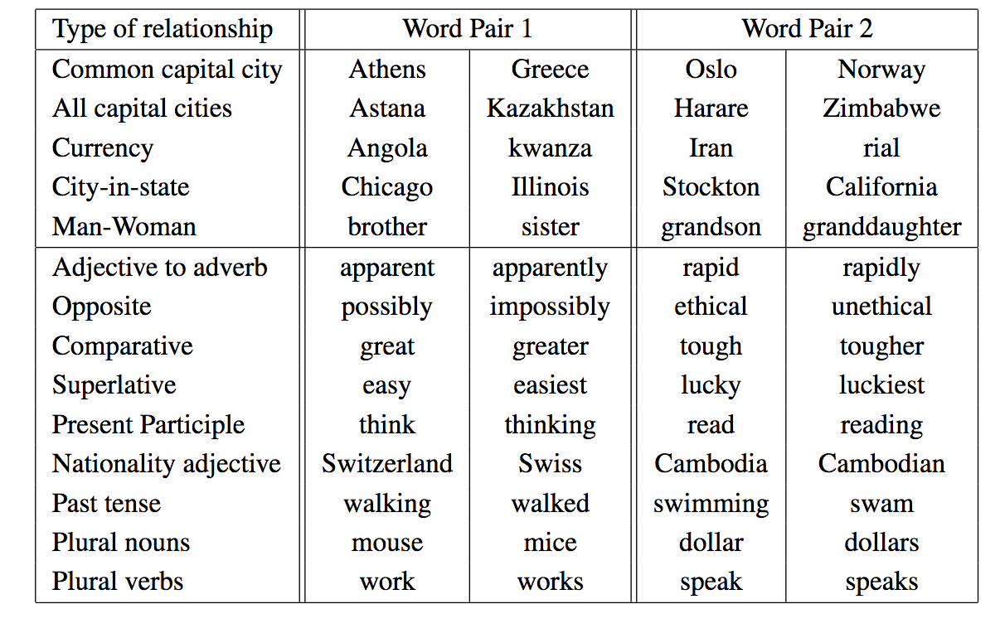 Type of relationship Word Pair 1 Word Pair 2
Common capital city Athens Greece Oslo Norway
All capital cities Astana Kazakhstan Harare Zimbabwe
Currency Angola kwanza Iran rial
City-in-state Chicago Illinois Stockton California
Man-Woman brother sister grandson granddaughter
Adjective to adverb apparent apparently rapid rapidly
Opposite possibly impossibly ethical unethical
Comparative great greater tough tougher
Superlative easy easiest lucky luckiest
Present Participle think thinking read reading
Nationality adjective Switzerland Swiss Cambodia Cambodian
Past tense walking walked swimming swam
Plural nouns mouse mice dollar dollars
Plural verbs work works speak speaks